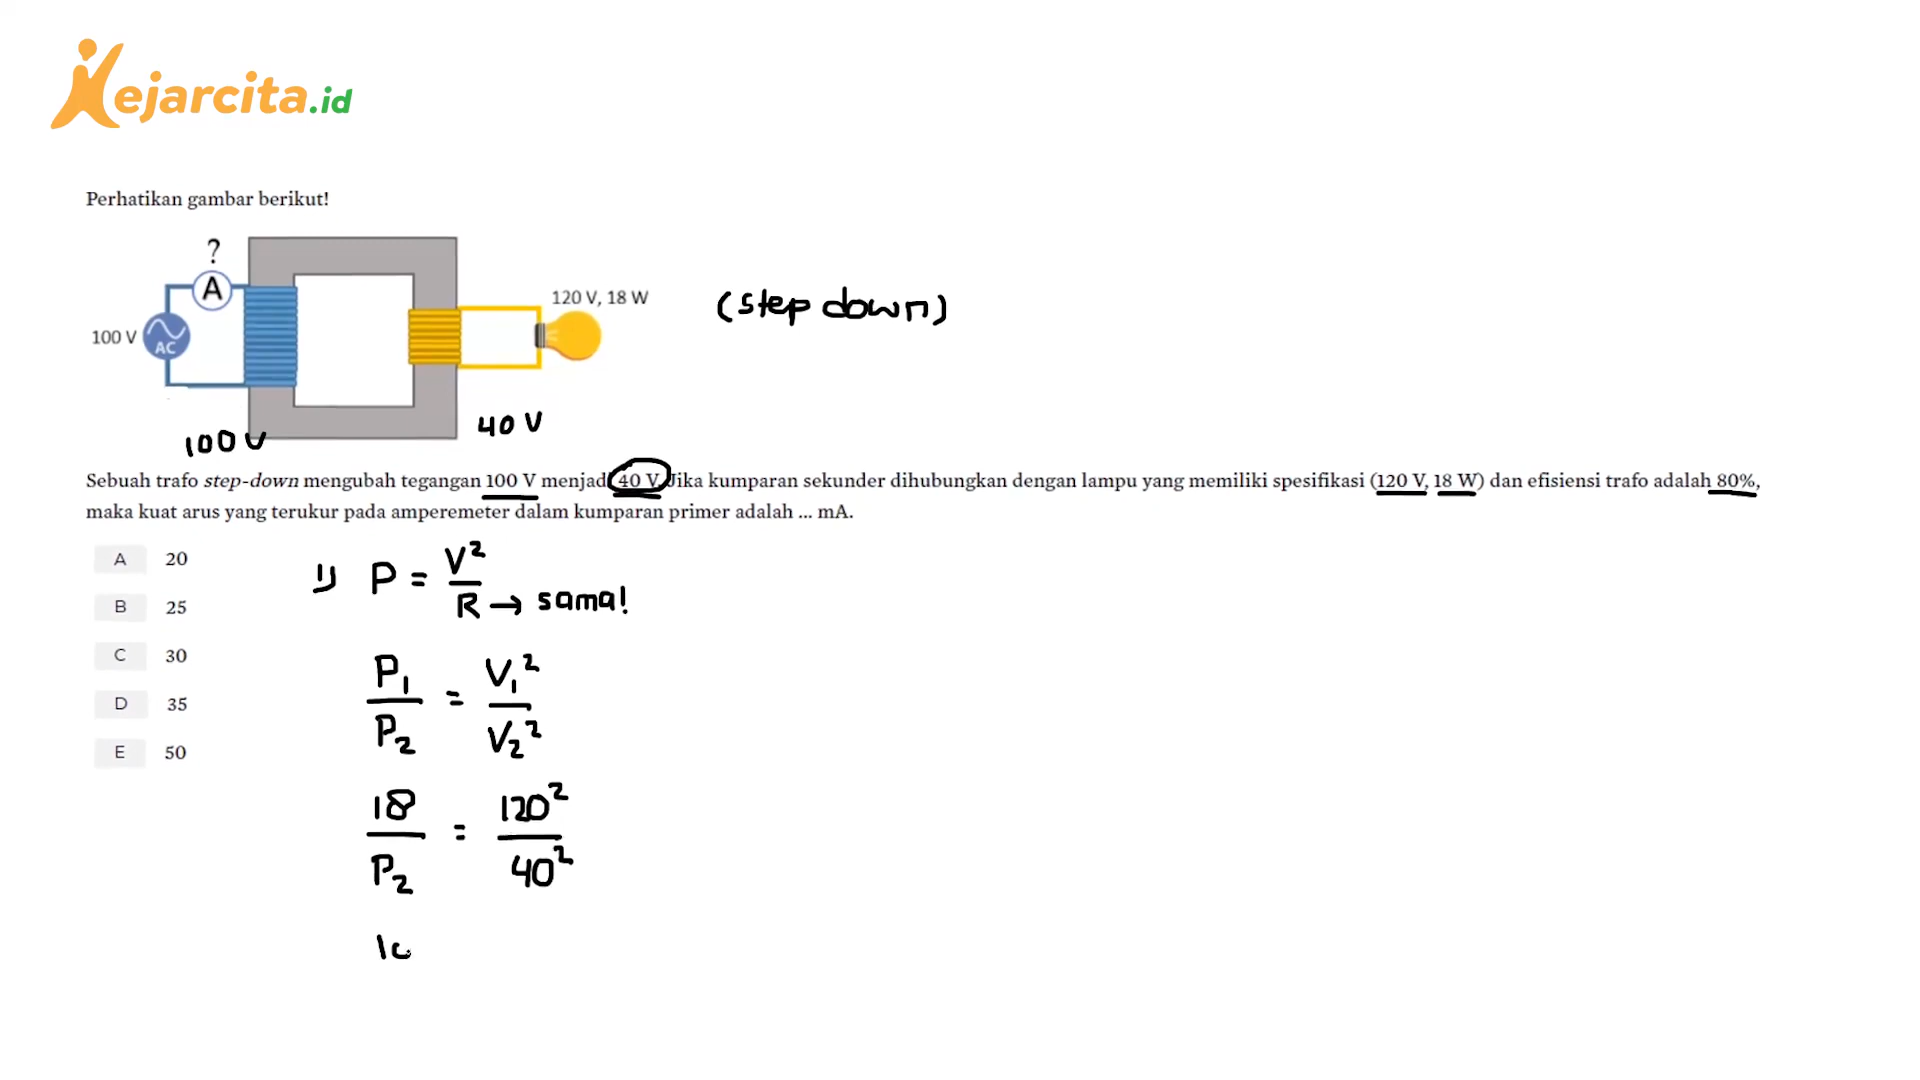 Kejarcita.id
Perhatikan gambar berikut!
?
A
120 V, 18 W
(step down)
100 V
AC
40 V
100 V
Sebuah trafo step-down mengubah tegangan 100 V menjadi 40 V. Jika kumparan sekunder dihubungkan dengan lampu yang memiliki spesifikasi (120 V, 18 W) dan efisiensi trafo adalah 80%,
maka kuat arus yang terukur pada amperemeter dalam kumparan primer adalah ... mA.
A 20
B 25
C 30
D 35
E 50
1) P = V²/R → sama!
P₁/P₂ = V₁²/V₂²
18/P₂ = 120²/40²